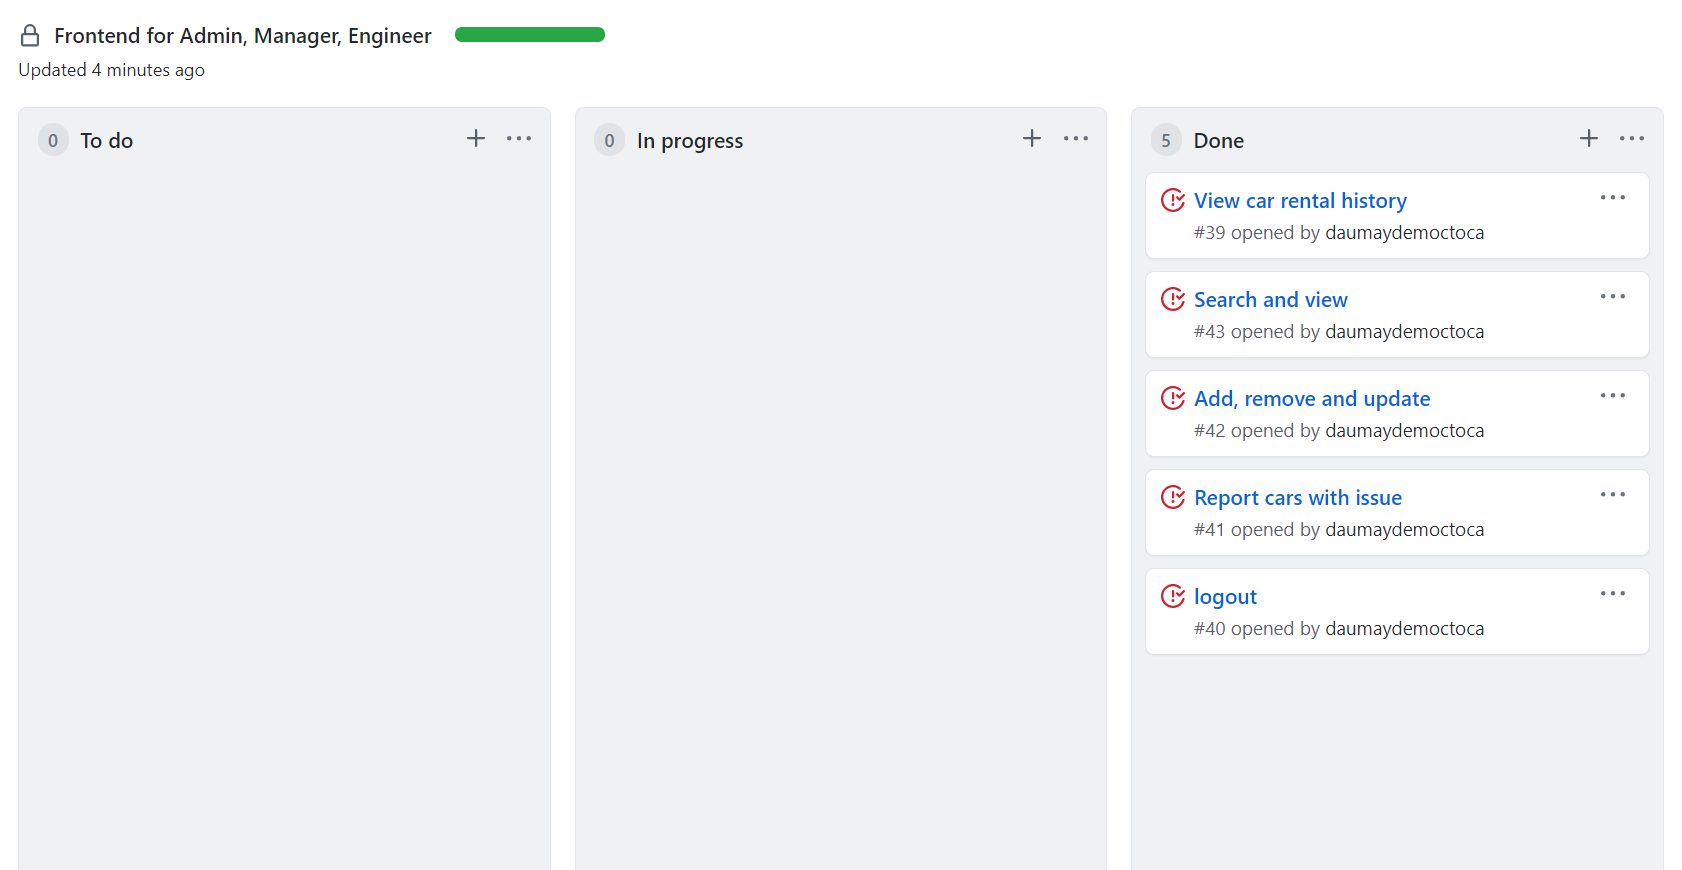 Frontend for Admin, Manager, Engineer
Updated 4 minutes ago
0 To do
0 In progress
5 Done
View car rental history
#39 opened by daumaydemoctoca
Search and view
#43 opened by daumaydemoctoca
Add, remove and update
#42 opened by daumaydemoctoca
Report cars with issue
#41 opened by daumaydemoctoca
logout
#40 opened by daumaydemoctoca